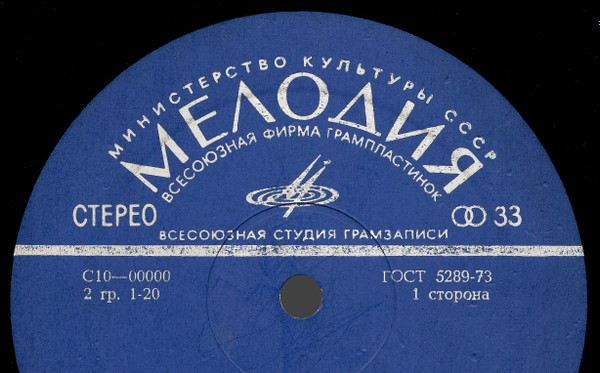 МИНИСТЕРСТВО КУЛЬТУРЫ СССР
МЕЛОДИЯ
ВСЕСОЮЗНАЯ ФИРМА ГРАМПЛАСТИНОК
СТЕРЕО
33
ВСЕСОЮЗНАЯ СТУДИЯ ГРАМЗАПИСИ
С10—00000
ГОСТ 5289-73
2 гр. 1-20
1 сторона